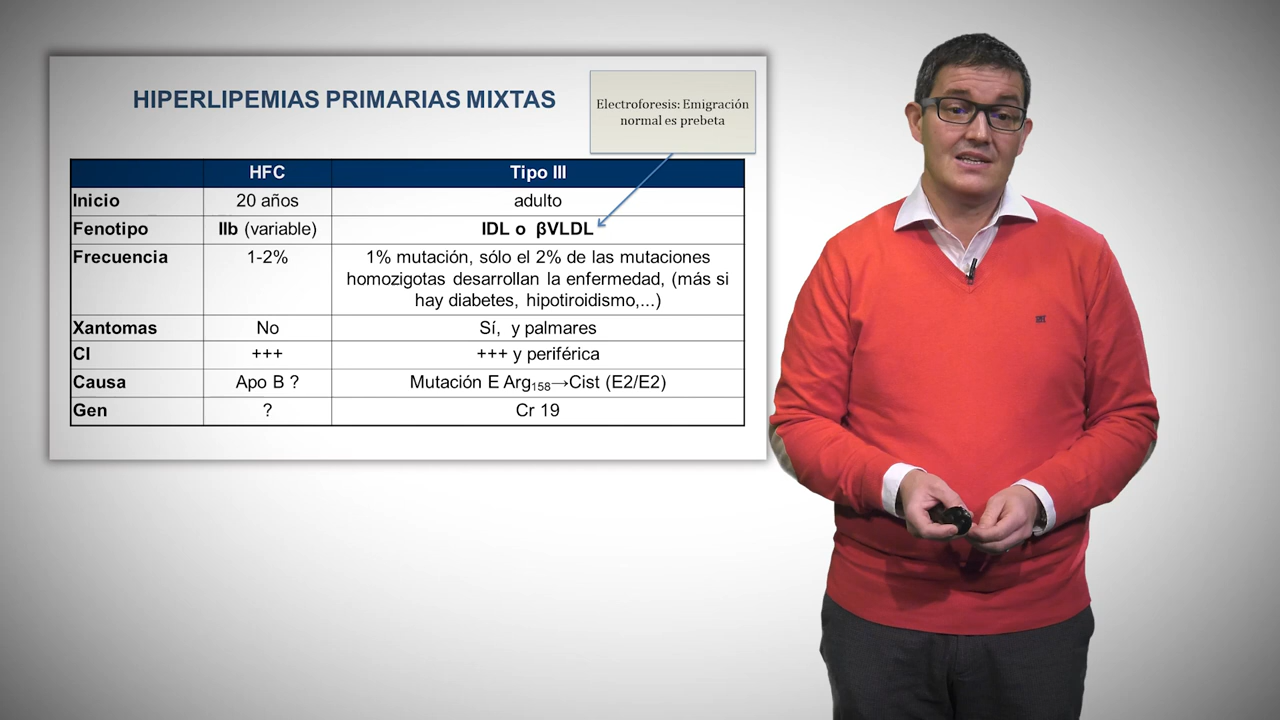 HIPERLIPEMIAS PRIMARIAS MIXTAS
Electroforesis: Emigración
normal es prebeta
HFC Tipo III
Inicio 20 años adulto
Fenotipo IIb (variable) IDL o βVLDL
Frecuencia 1-2% 1% mutación, sólo el 2% de las mutaciones
homozigotas desarrollan la enfermedad, (más si
hay diabetes, hipotiroidismo,...)
Xantomas No Sí, y palmares
CI +++ +++ y periférica
Causa Apo B ? Mutación E Arg₁₅₈→Cist (E2/E2)
Gen ? Cr 19